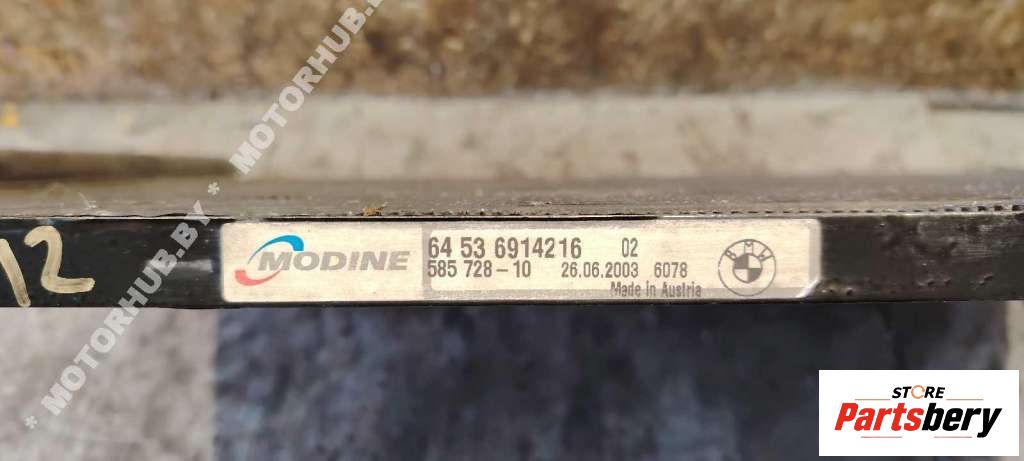 * MOTORHUB.BY * MOTORHUB.BY
12
MODINE
64 53 6914216 02
585 728-10 26.06.2003 6078
Made in Austria
BMW
STORE
Partsbery